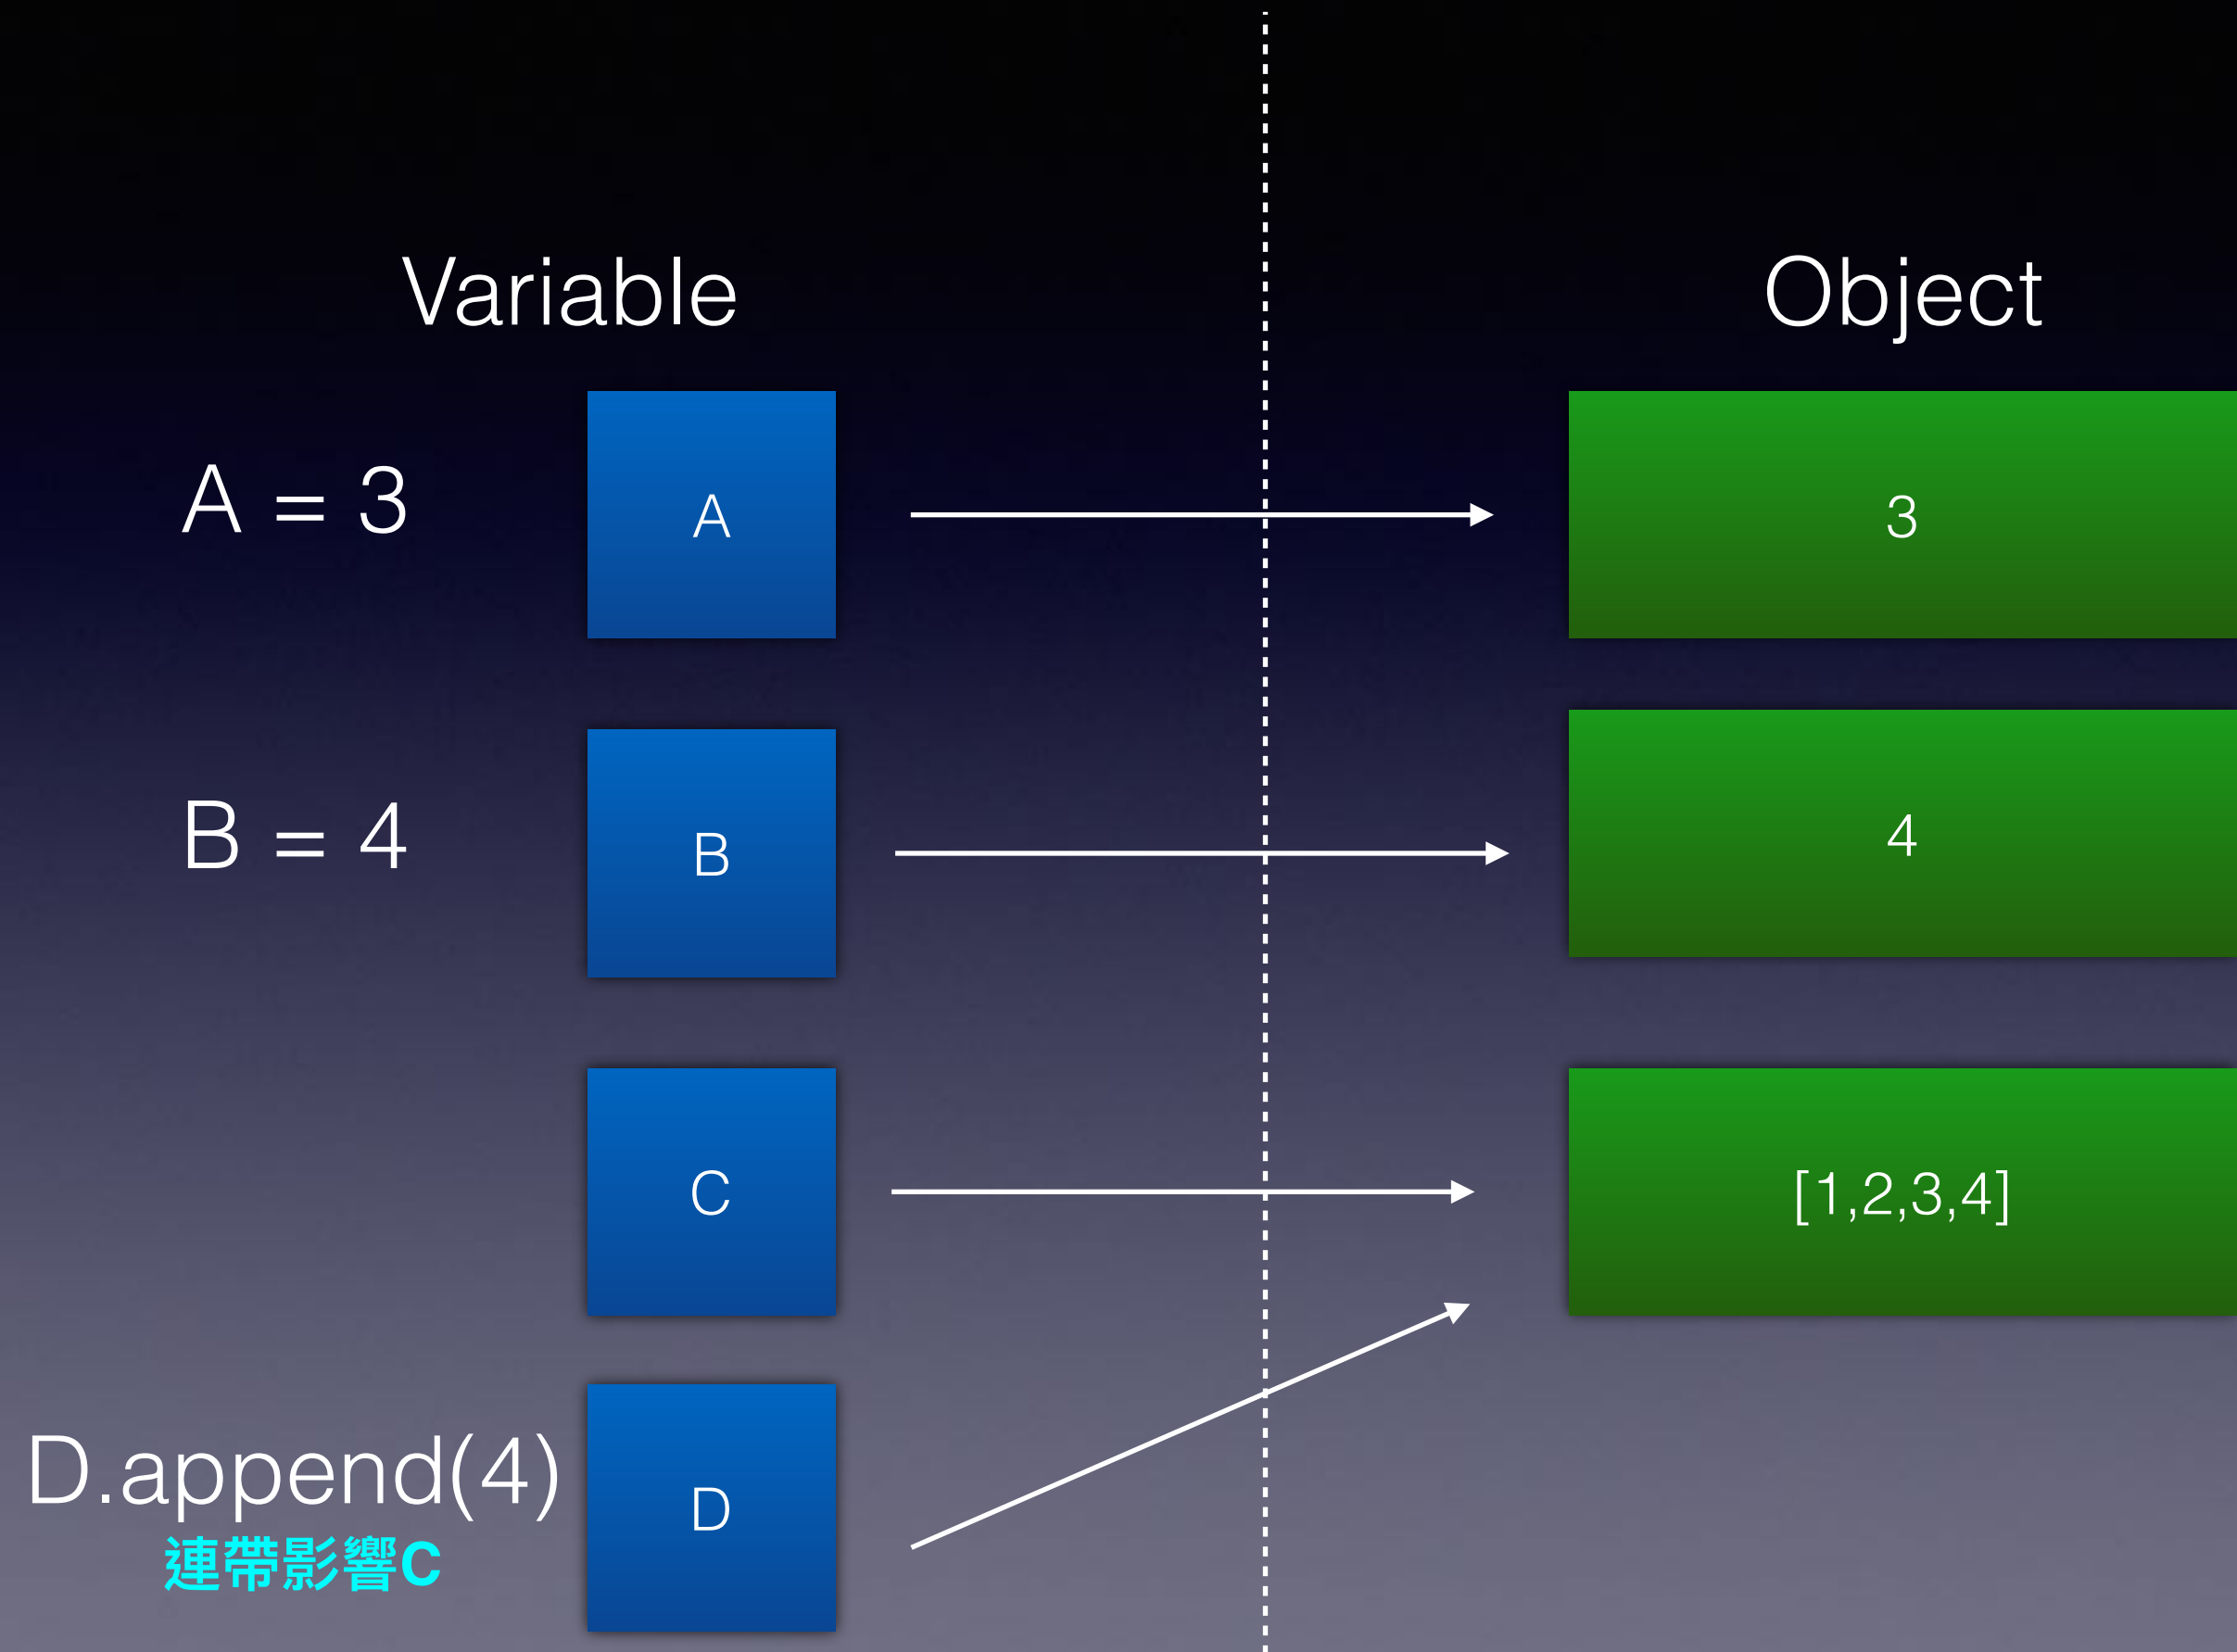 Variable
Object
A = 3
A
3
B = 4
B
4
C
[1,2,3,4]
D.append(4)
連帶影響C
D